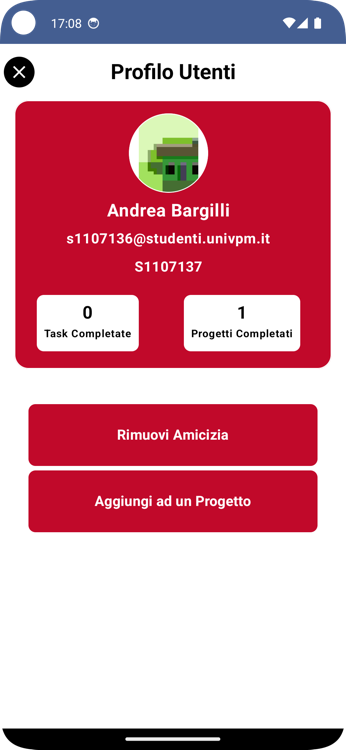 17:08
Profilo Utenti
Andrea Bargilli
s1107136@studenti.univpm.it
S1107137
0
Task Completate
1
Progetti Completati
Rimuovi Amicizia
Aggiungi ad un Progetto